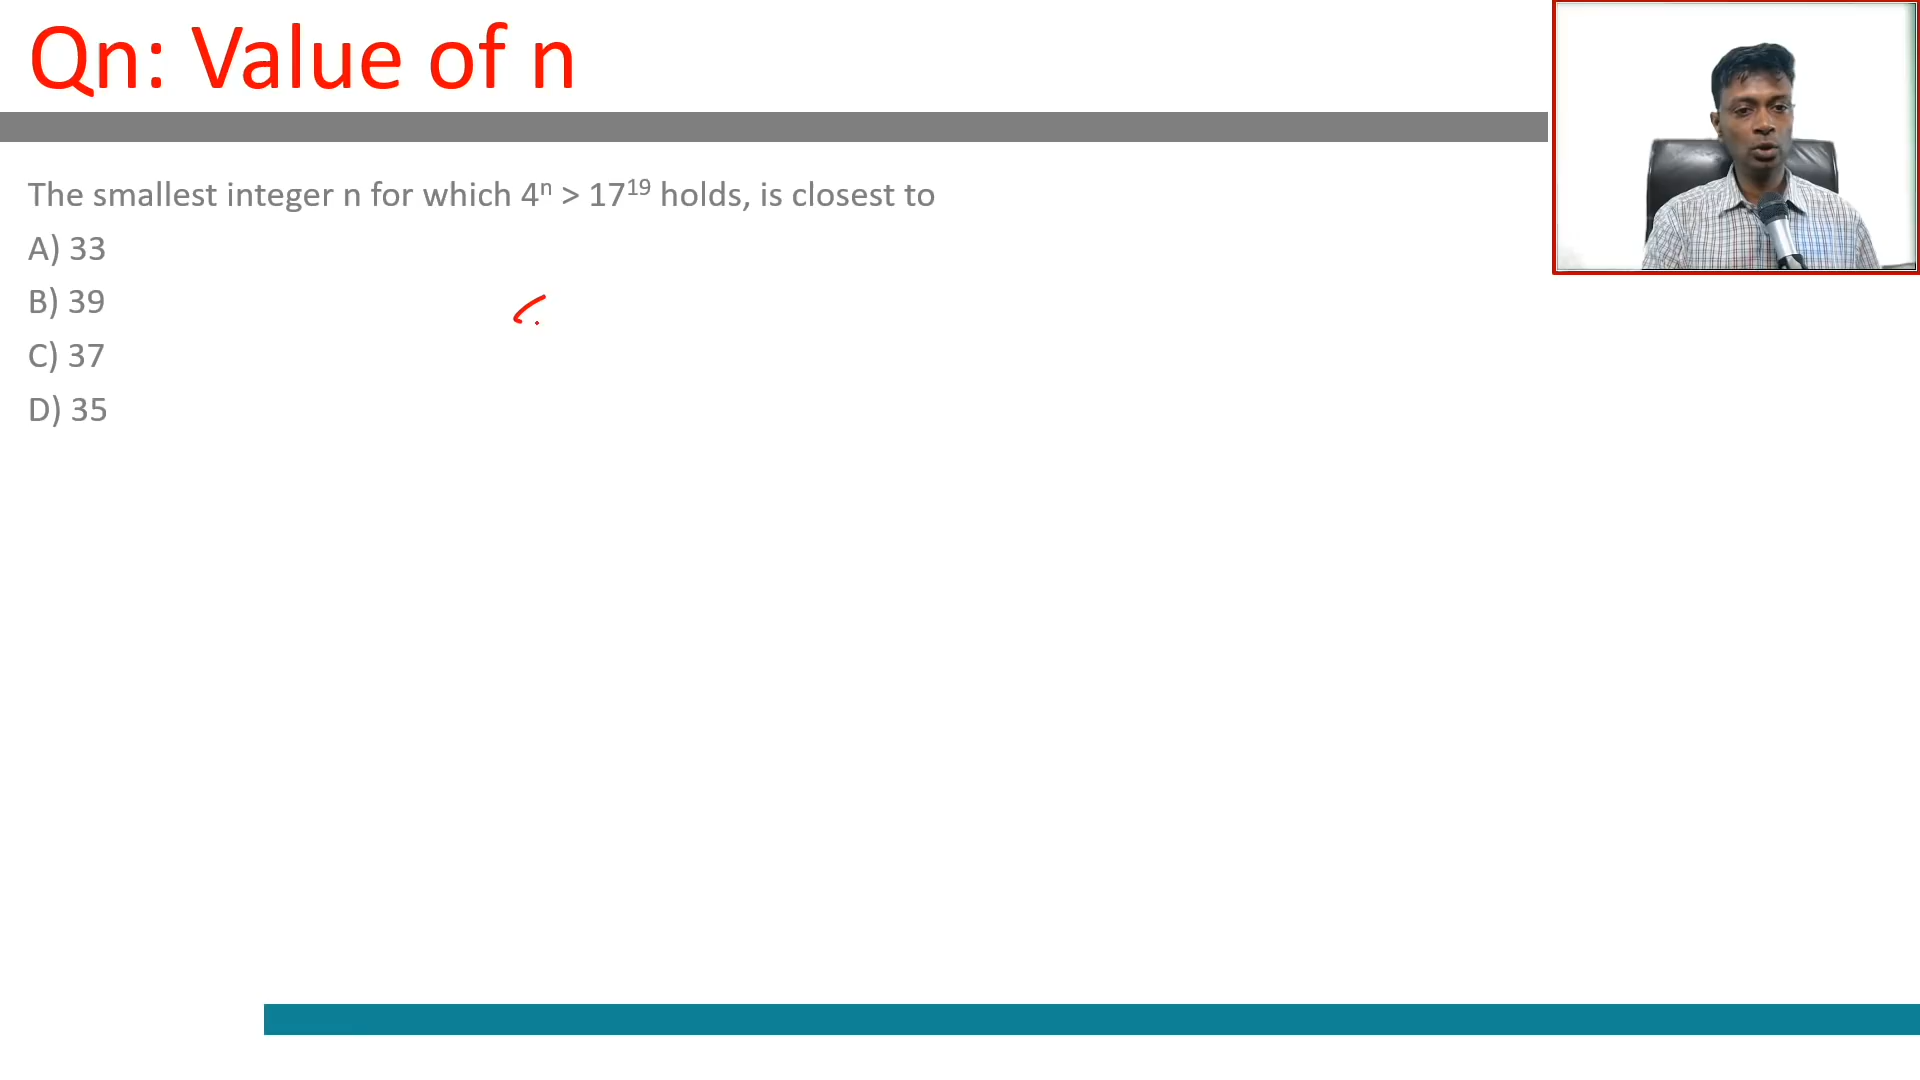 Qn: Value of n
The smallest integer n for which 4ⁿ > 17¹⁹ holds, is closest to
A) 33
B) 39
C) 37
D) 35